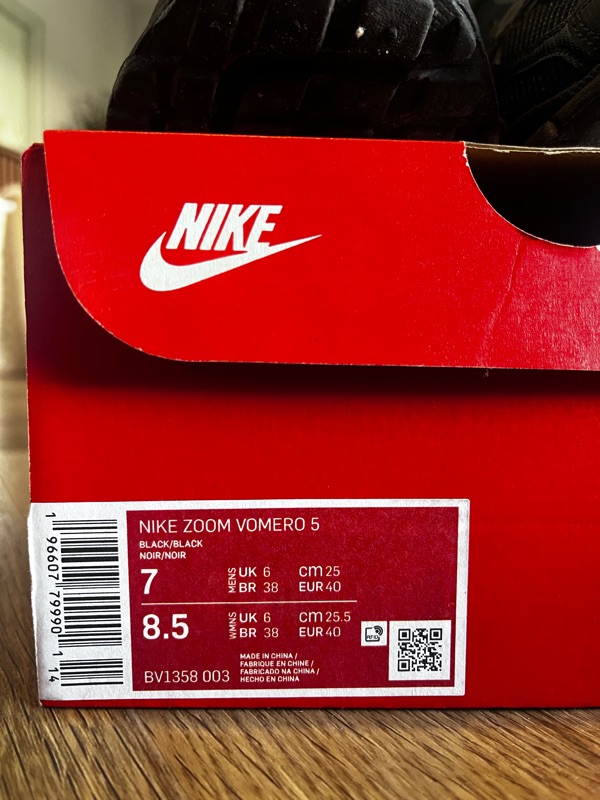 NIKE
NIKE ZOOM VOMERO 5
BLACK/BLACK
NOIR/NOIR
7 MENS UK 6 cm 25
BR 38 EUR 40
8.5 WMNS UK 6 cm 25.5
BR 38 EUR 40
BV1358 003
MADE IN CHINA /
FABRIQUE EN CHINE /
FABRICADO NA CHINA /
HECHO EN CHINA
RFID
1 96607 79990 1 14